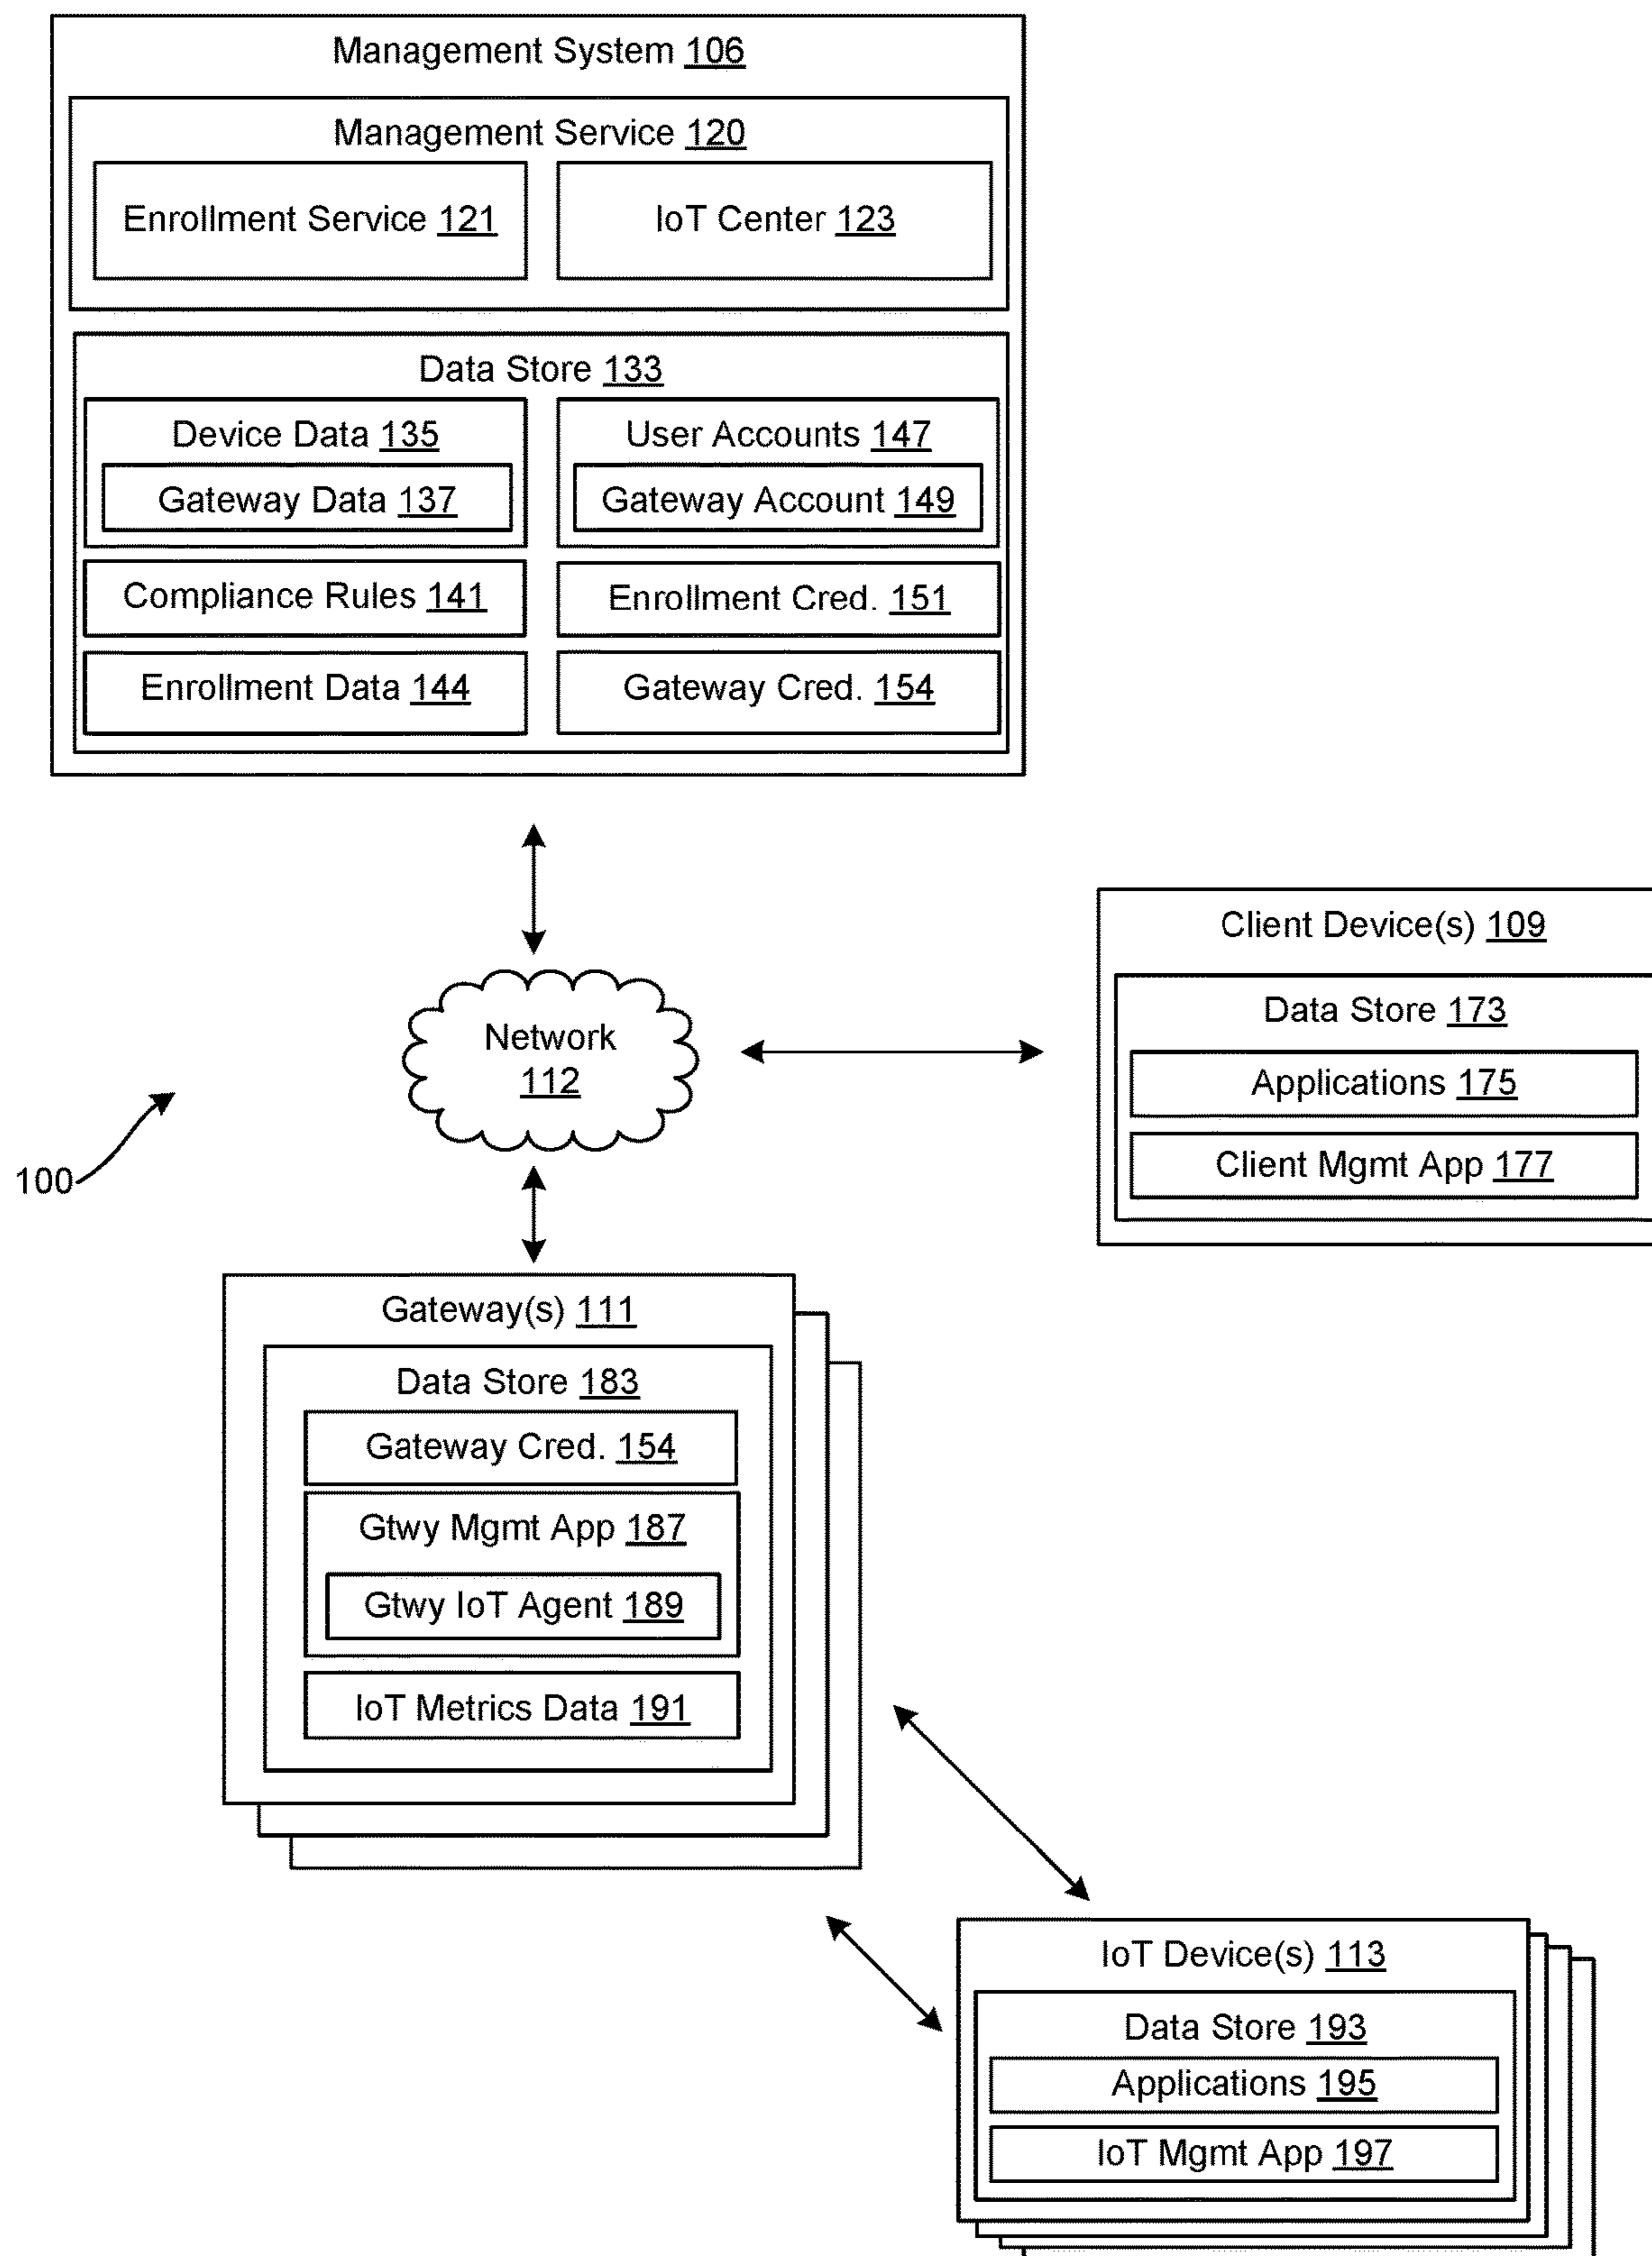 Management System 106
Management Service 120
Enrollment Service 121
IoT Center 123
Data Store 133
Device Data 135
Gateway Data 137
User Accounts 147
Gateway Account 149
Compliance Rules 141
Enrollment Cred. 151
Enrollment Data 144
Gateway Cred. 154
Client Device(s) 109
Data Store 173
Applications 175
Client Mgmt App 177
Network
112
100
Gateway(s) 111
Data Store 183
Gateway Cred. 154
Gtwy Mgmt App 187
Gtwy IoT Agent 189
IoT Metrics Data 191
IoT Device(s) 113
Data Store 193
Applications 195
IoT Mgmt App 197